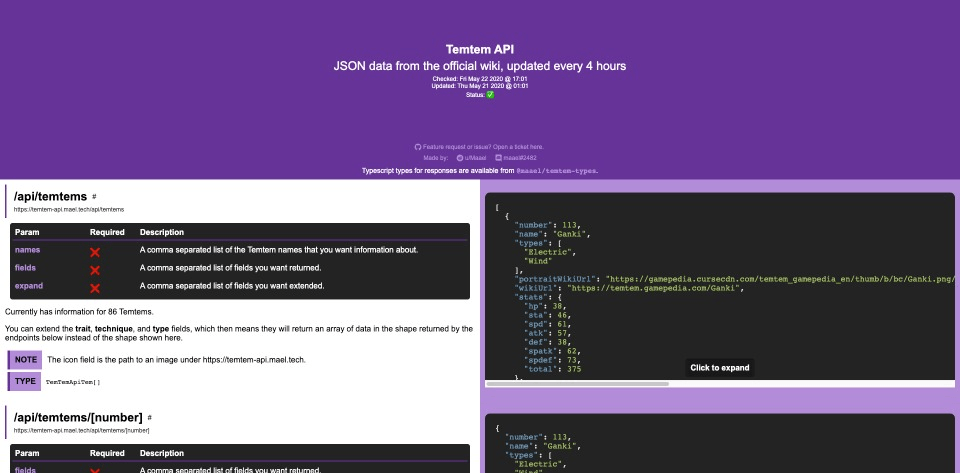 Temtem API
JSON data from the official wiki, updated every 4 hours
Checked: Fri May 22 2020 @ 17:01
Updated: Thu May 21 2020 @ 01:01
Status: ✅
Feature request or issue? Open a ticket here.
Made by: u/Maael maael#2482
Typescript types for responses are available from @maael/temtem-types.
/api/temtems #
https://temtem-api.mael.tech/api/temtems
Param Required Description
names ❌ A comma separated list of the Temtem names that you want information about.
fields ❌ A comma separated list of fields you want returned.
expand ❌ A comma separated list of fields you want extended.
Currently has information for 86 Temtems.
You can extend the trait, technique, and type fields, which then means they will return an array of data in the shape returned by the
endpoints below instead of the shape shown here.
NOTE The icon field is the path to an image under https://temtem-api.mael.tech.
TYPE TemTemApiTem[]
[
{
"number": 113,
"name": "Ganki",
"types": [
"Electric",
"Wind"
],
"portraitWikiUrl": "https://gamepedia.cursecdn.com/temtem_gamepedia_en/thumb/b/bc/Ganki.png/
"wikiUrl": "https://temtem.gamepedia.com/Ganki",
"stats": {
"hp": 38,
"sta": 46,
"spd": 61,
"atk": 57,
"def": 38,
"spatk": 62,
"spdef": 73,
"total": 375
},
Click to expand
/api/temtems/[number] #
https://temtem-api.mael.tech/api/temtems/[number]
Param Required Description
fields ❌ A comma separated list of fields you want returned.
{
"number": 113,
"name": "Ganki",
"types": [
"Electric",
"Wind"